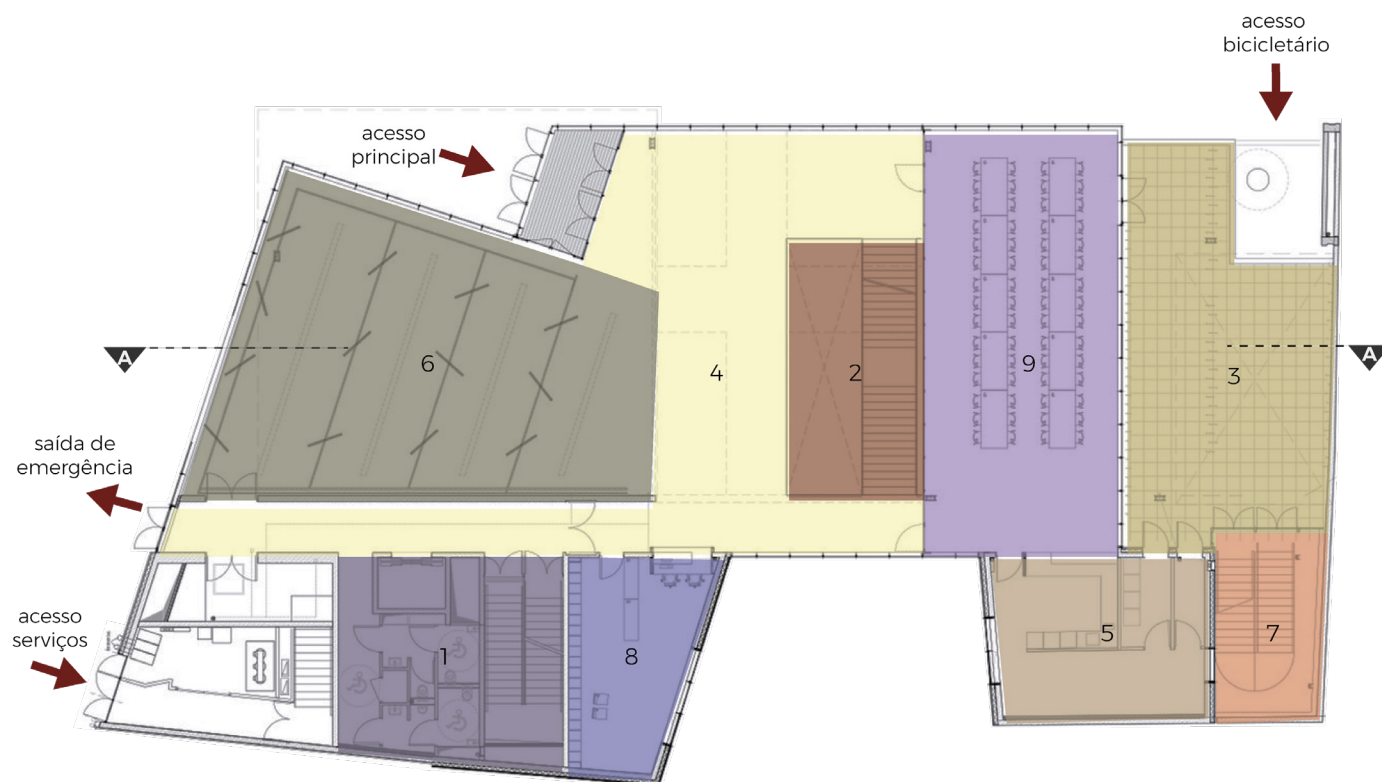 acesso
bicicletário
acesso
principal
A
A
6
4
2
9
3
saída de
emergência
acesso
serviços
1
8
5
7